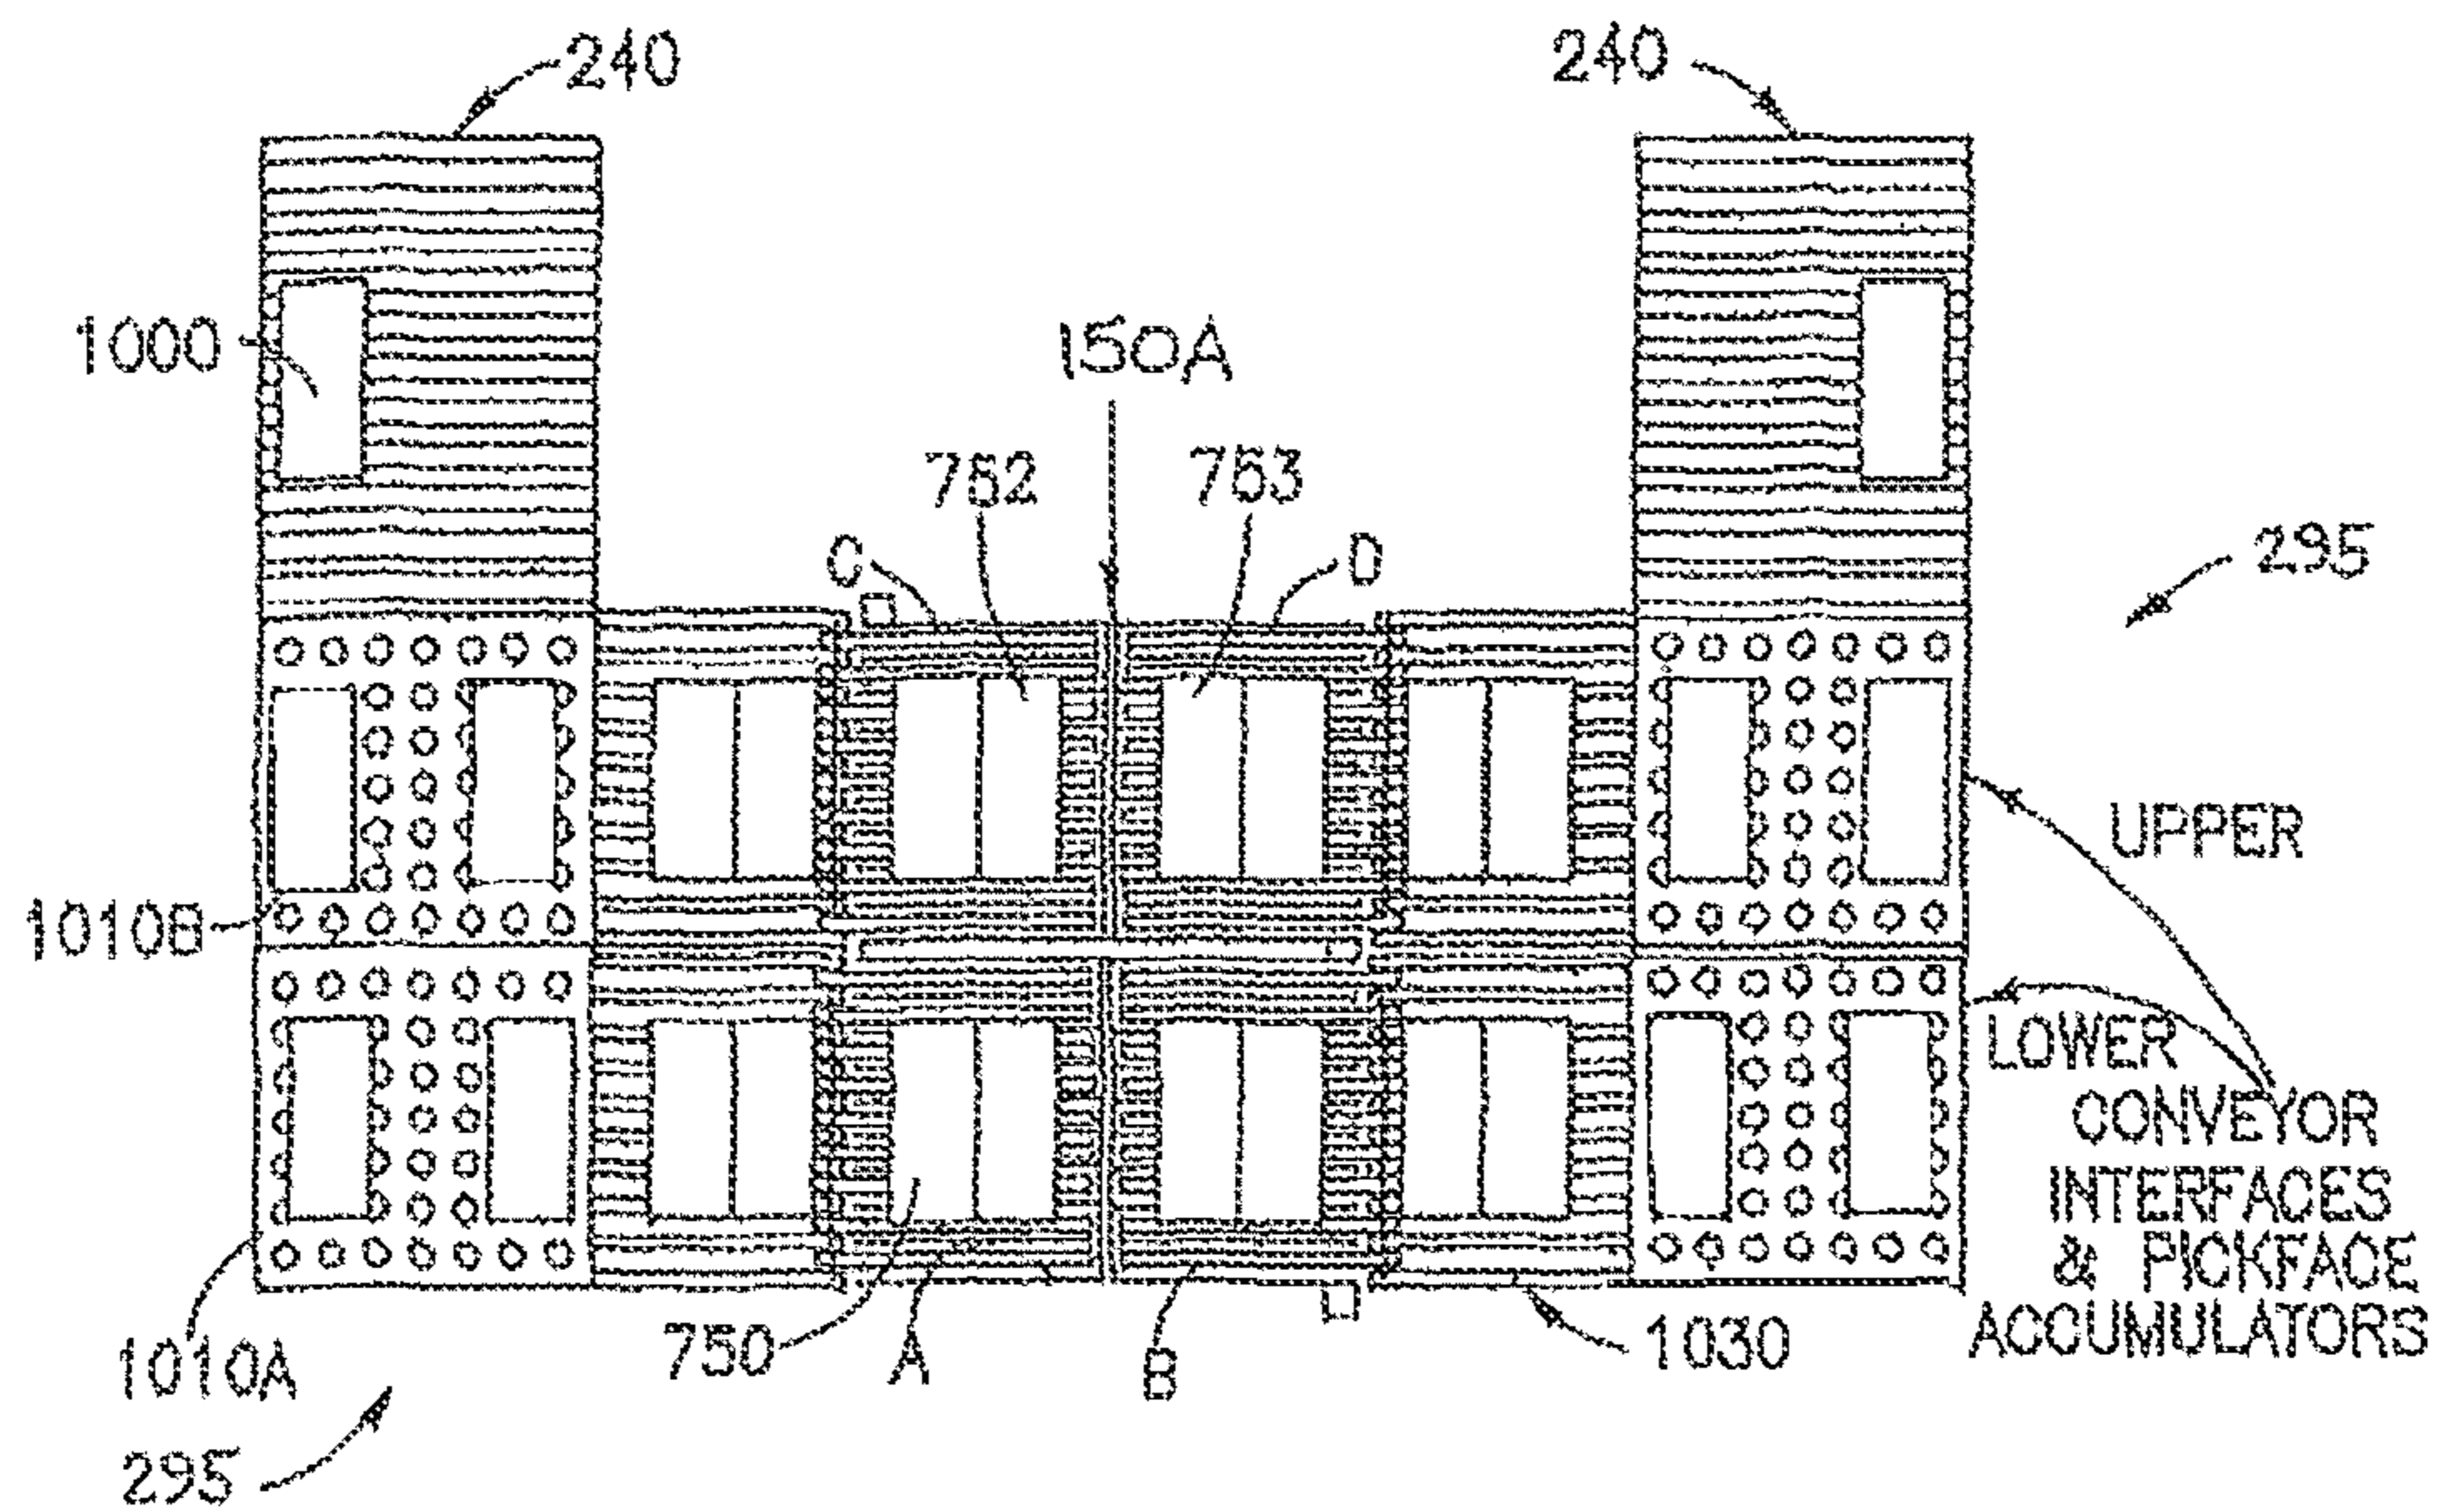 240
240
1000
150A
752
753
C
D
295
UPPER
1010B
LOWER
CONVEYOR
INTERFACES
& PICKFACE
ACCUMULATORS
750
A
B
1030
1010A
295